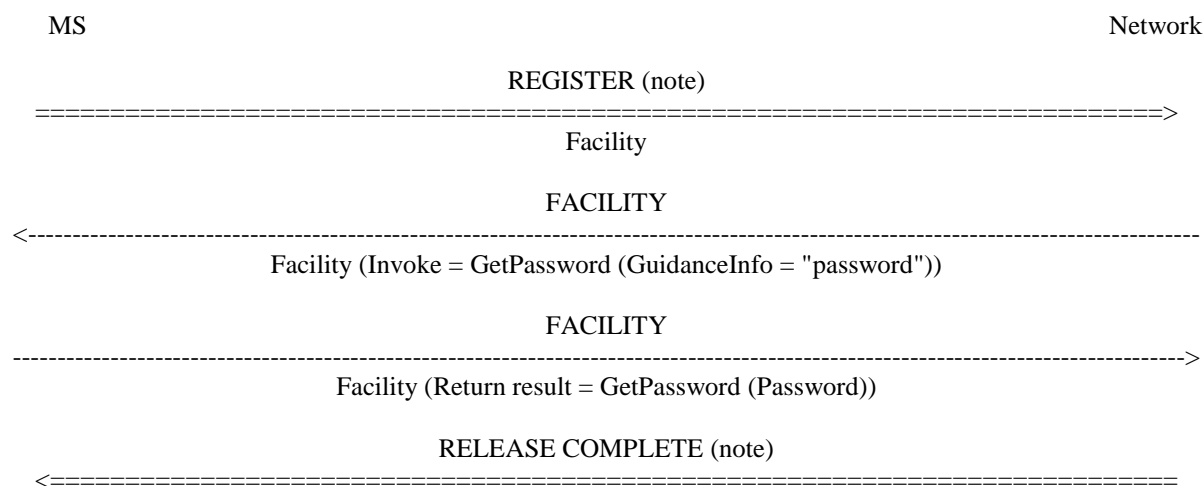 MS Network
REGISTER (note)
Facility
FACILITY
Facility (Invoke = GetPassword (GuidanceInfo = "password"))
FACILITY
Facility (Return result = GetPassword (Password))
RELEASE COMPLETE (note)